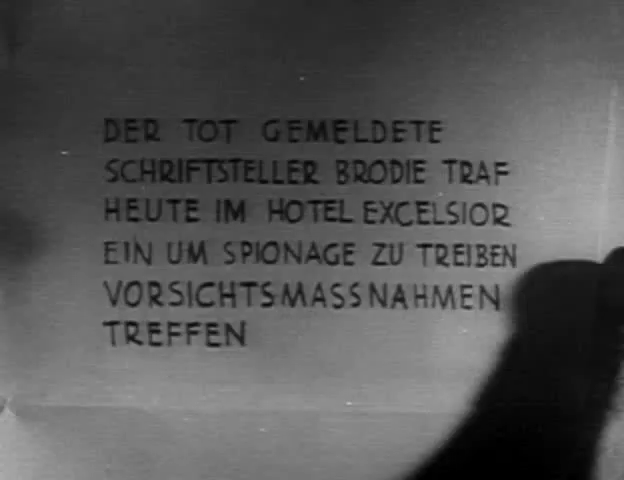 DER TOT GEMELDETE
SCHRIFTSTELLER BRODIE TRAF
HEUTE IM HOTEL EXCELSIOR
EIN UM SPIONAGE ZU TREIBEN
VORSICHTSMASSNAHMEN
TREFFEN